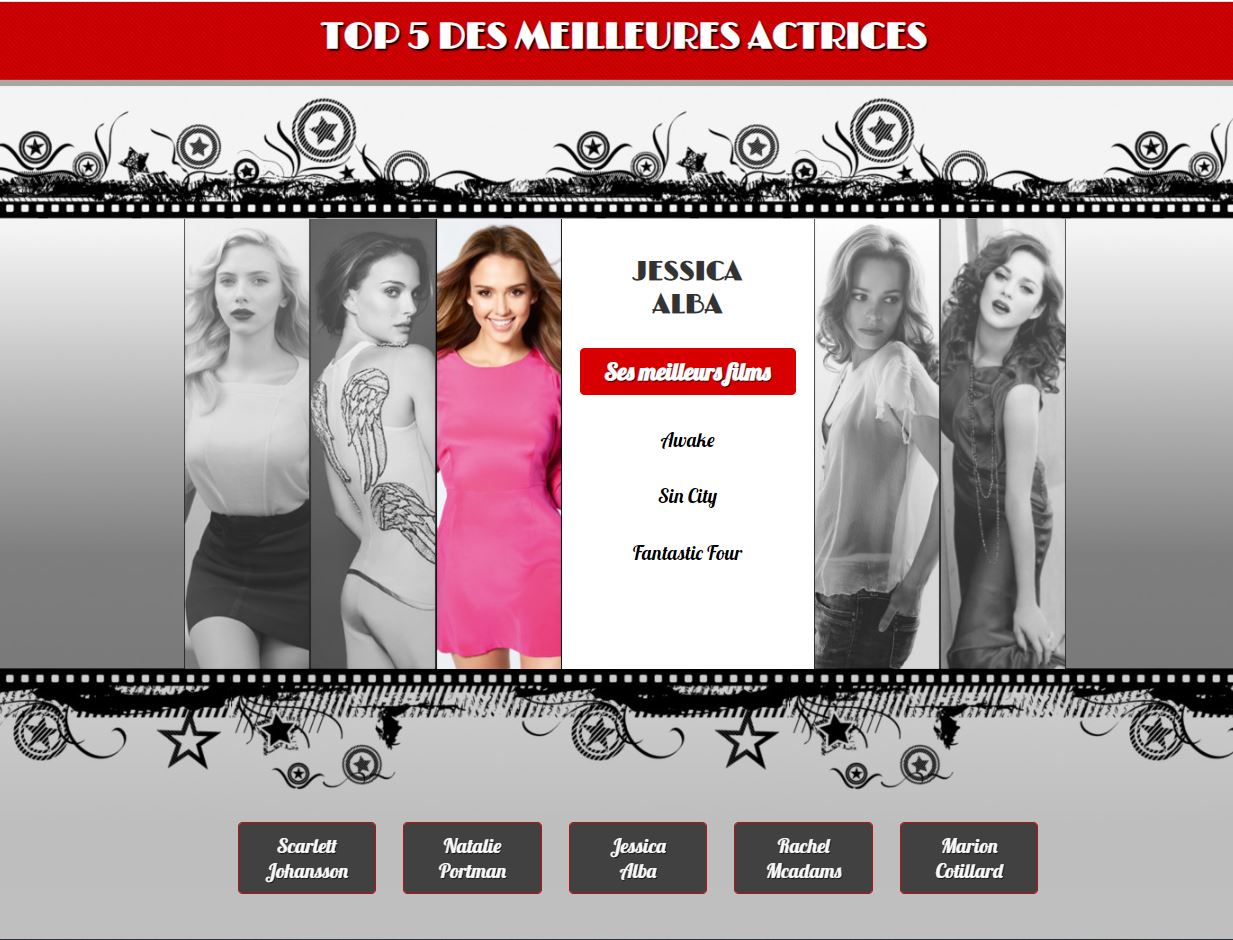 TOP 5 DES MEILLEURES ACTRICES
JESSICA
ALBA
Ses meilleurs films
Awake
Sin City
Fantastic Four
Scarlett
Johansson
Natalie
Portman
Jessica
Alba
Rachel
Mcadams
Marion
Cotillard